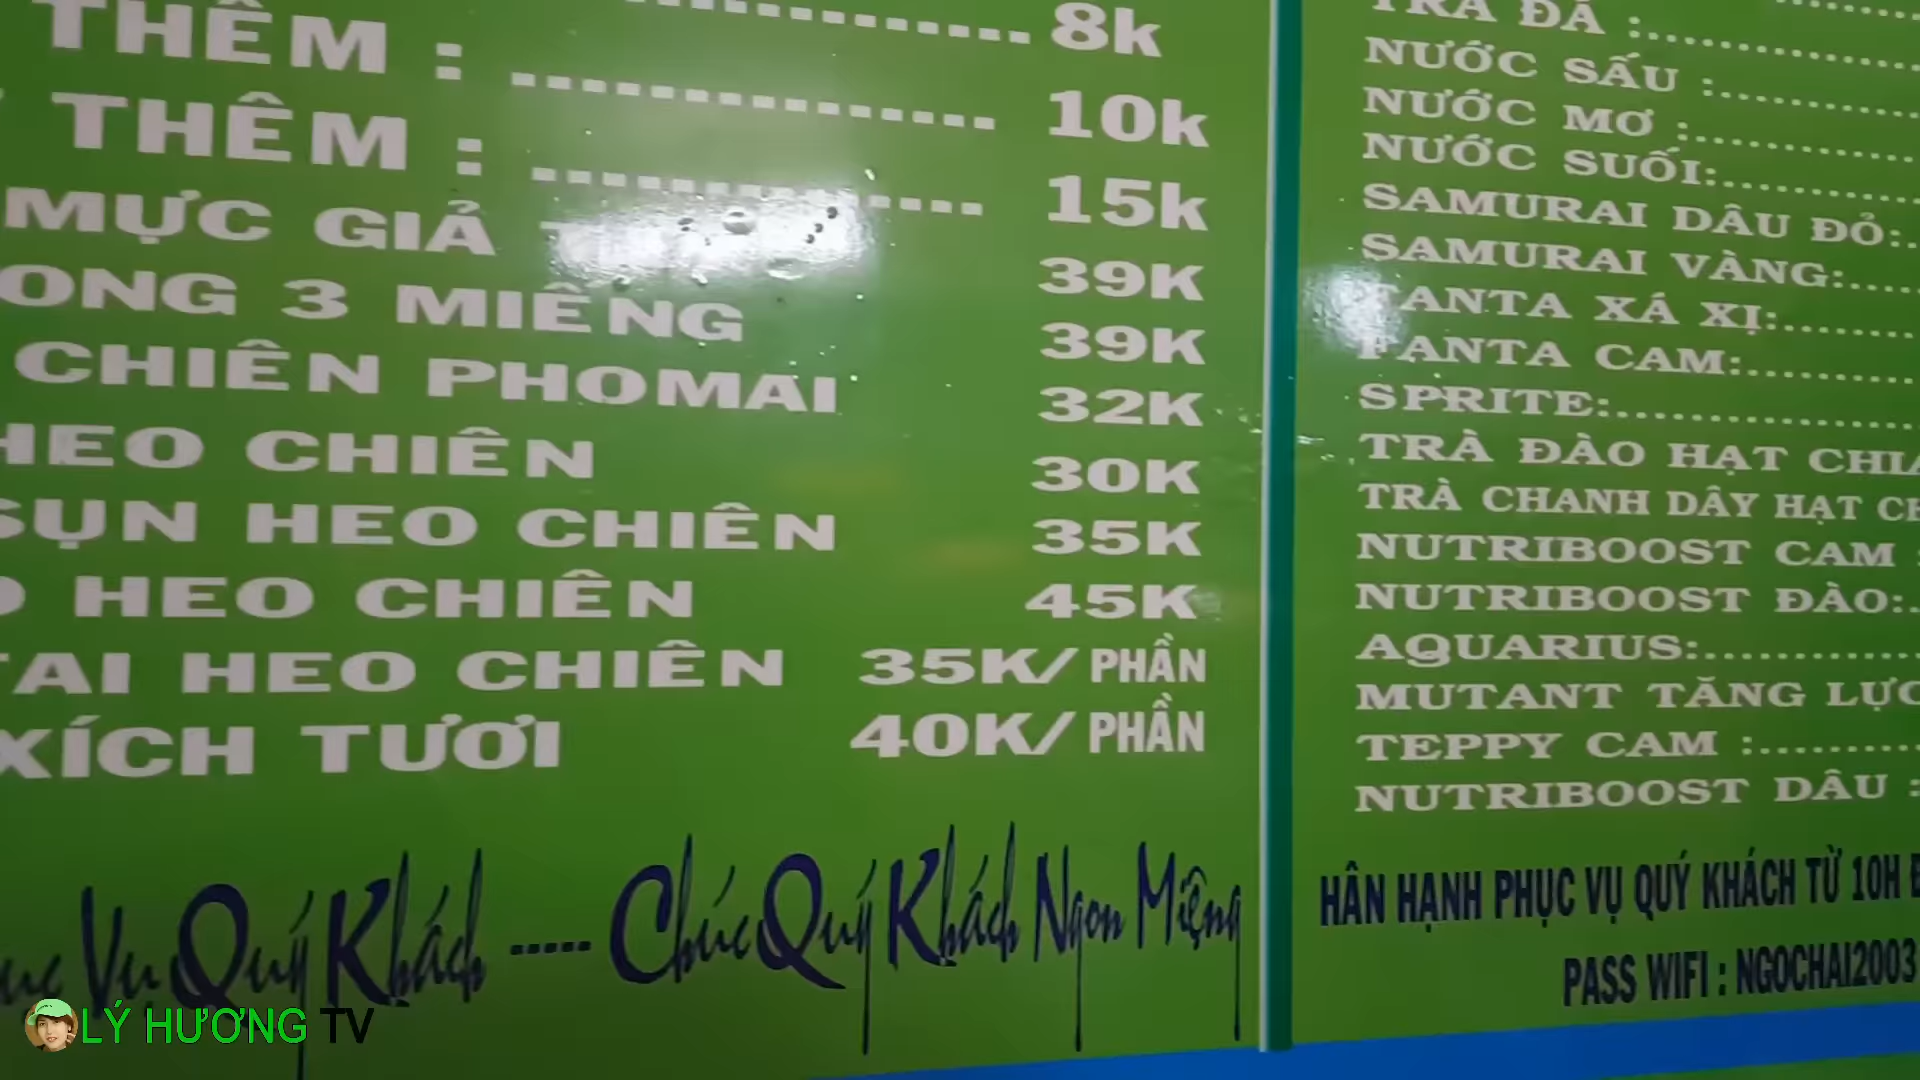 8k
THÊM : 10k
THÊM : 15k
MỰC GIẢ 39K
ONG 3 MIẾNG 39K
CHIÊN PHOMAI 32K
HEO CHIÊN 30K
SỤN HEO CHIÊN 35K
HEO CHIÊN 45K
TAI HEO CHIÊN 35K/ PHẦN
XÍCH TƯƠI 40K/ PHẦN
Vụ Quý Khách ----- Chúc Quý Khách Ngon Miệng
TRÀ ĐÁ :
NƯỚC SẤU :
NƯỚC MƠ :
NƯỚC SUỐI:
SAMURAI DÂU ĐỎ:
SAMURAI VÀNG:
FANTA XÁ XỊ:
FANTA CAM:
SPRITE:
TRÀ ĐÀO HẠT CHIA
TRÀ CHANH DÂY HẠT CH
NUTRIBOOST CAM :
NUTRIBOOST ĐÀO:
AQUARIUS:
MUTANT TĂNG LỰC
TEPPY CAM :
NUTRIBOOST DÂU :
HÂN HẠNH PHỤC VỤ QUÝ KHÁCH TỪ 10H
PASS WIFI : NGOCHAI2003
LÝ HƯƠNG TV